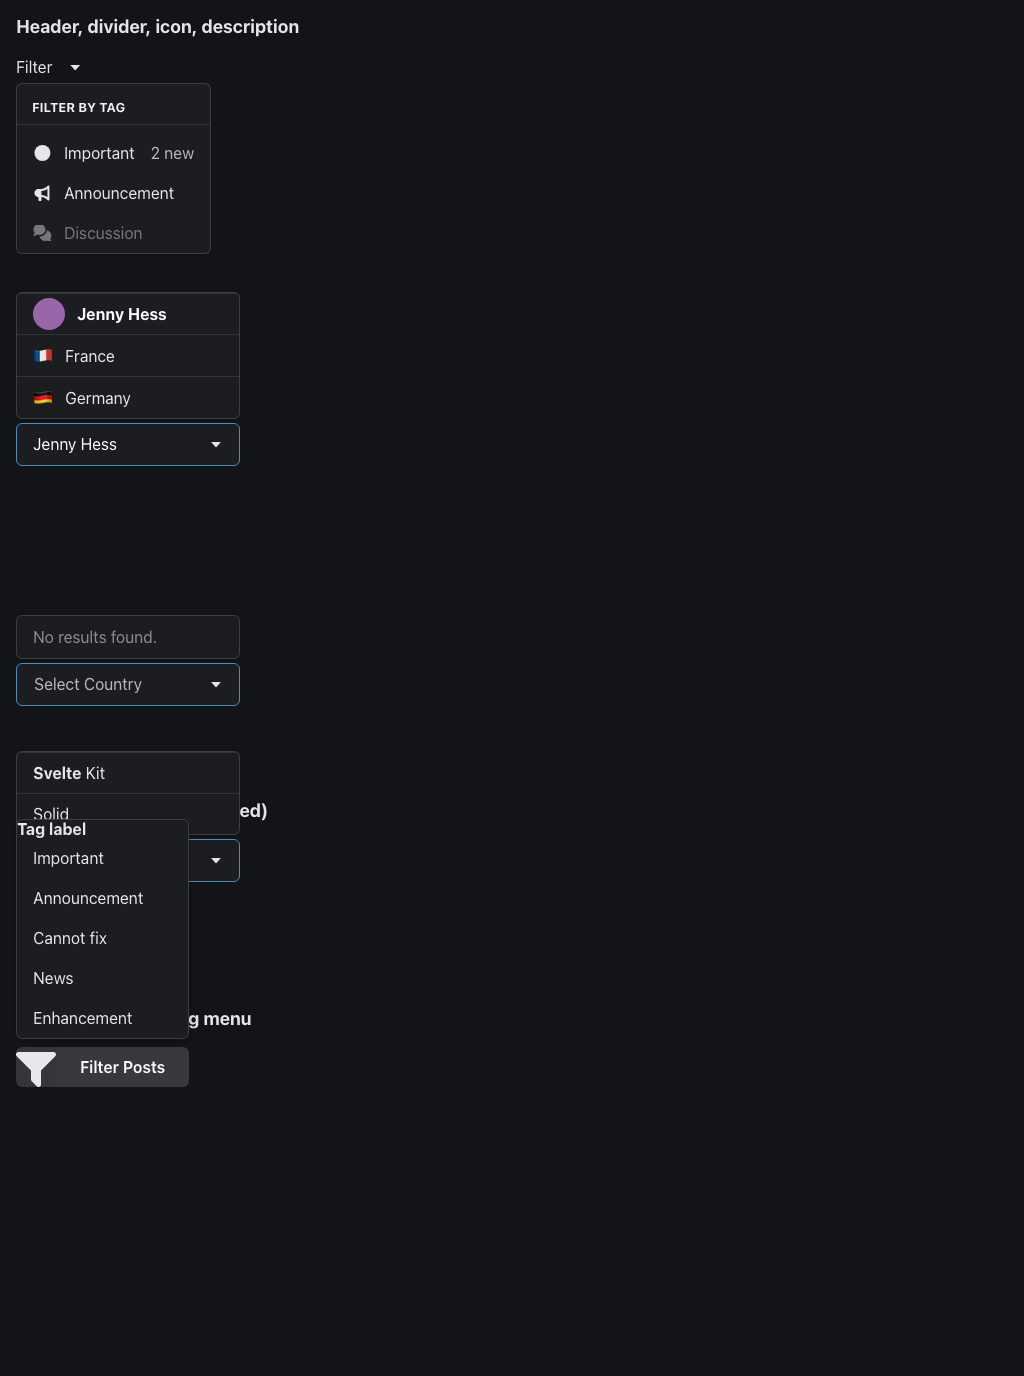 Header, divider, icon, description
Filter
FILTER BY TAG
Important 2 new
Announcement
Discussion
Jenny Hess
France
Germany
Jenny Hess
No results found.
Select Country
Svelte Kit
Solid
ed)
Tag label
Important
Announcement
Cannot fix
News
Enhancement
g menu
Filter Posts